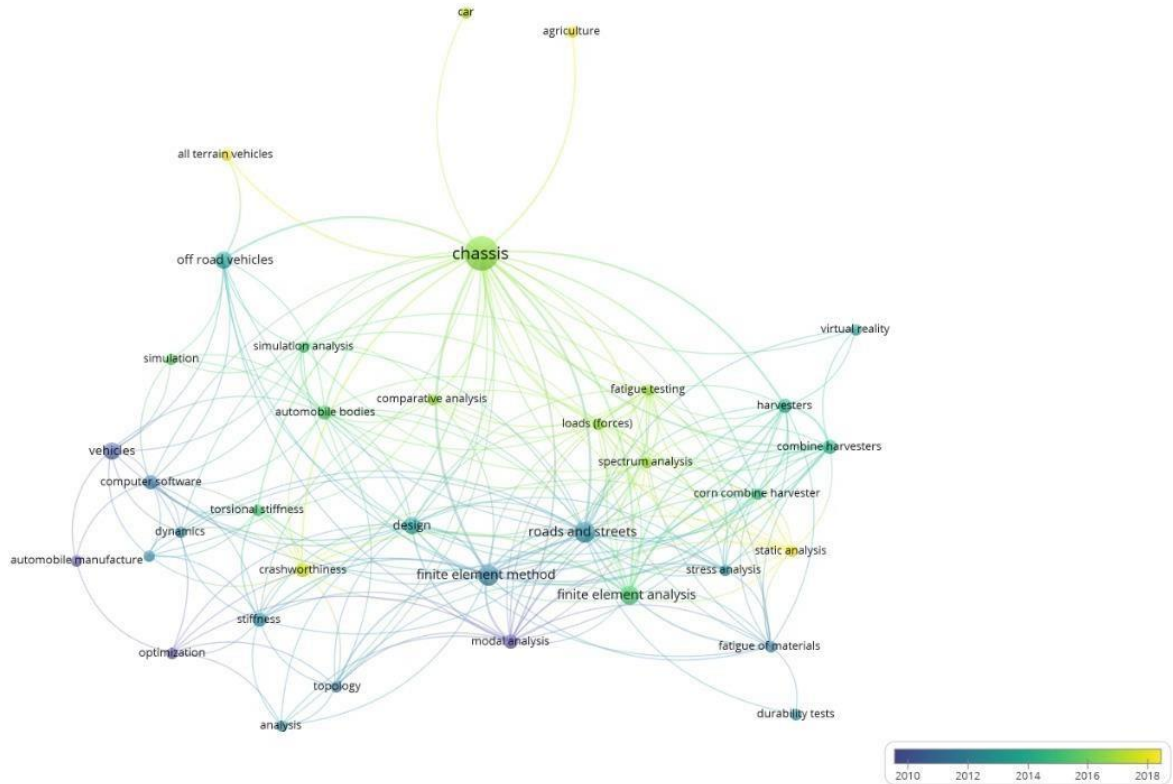 car
agriculture
all terrain vehicles
chassis
off road vehicles
virtual reality
simulation analysis
simulation
fatigue testing
comparative analysis
harvesters
automobile bodies
loads (forces)
combine harvesters
vehicles
spectrum analysis
computer software
corn combine harvester
torsional stiffness
design
dynamics
roads and streets
static analysis
automobile manufacture
crashworthiness
finite element method
stress analysis
finite element analysis
stiffness
modal analysis
fatigue of materials
optimization
topology
durability tests
analysis
2010 2012 2014 2016 2018